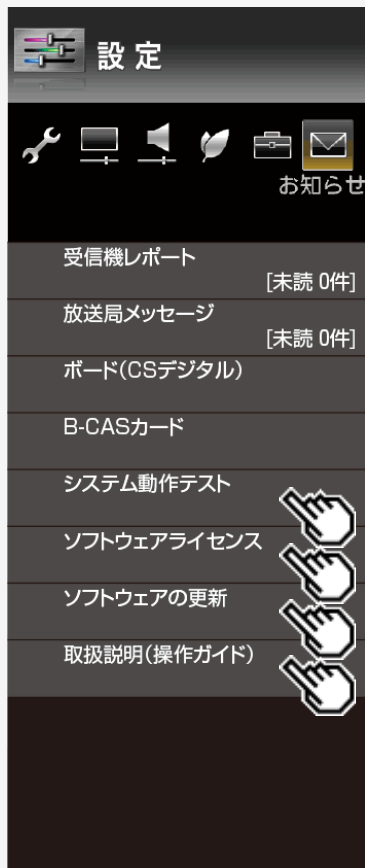 設定
お知らせ
受信機レポート
[未読 0件]
放送局メッセージ
[未読 0件]
ボード(CSデジタル)
B-CASカード
システム動作テスト
ソフトウェアライセンス
ソフトウェアの更新
取扱説明(操作ガイド)